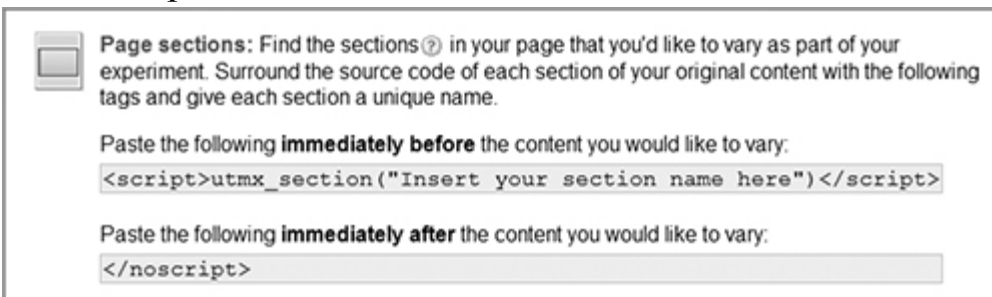 Page sections: Find the sections ? in your page that you'd like to vary as part of your
experiment. Surround the source code of each section of your original content with the following
tags and give each section a unique name.
Paste the following immediately before the content you would like to vary:
<script>utmx_section("Insert your section name here")</script>
Paste the following immediately after the content you would like to vary:
</noscript>